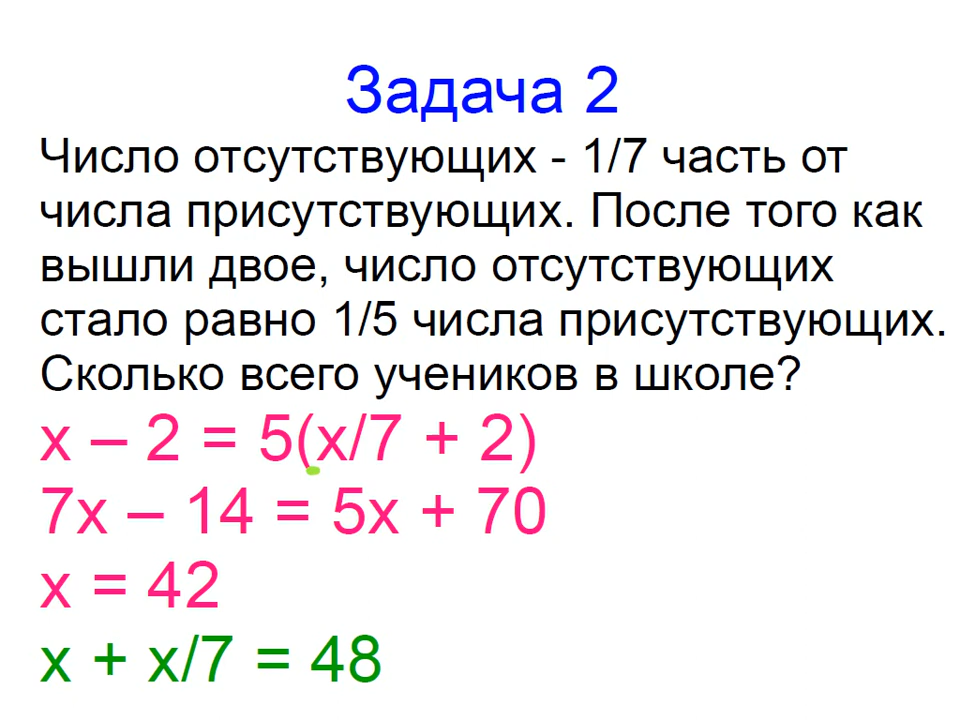 Задача 2
Число отсутствующих - 1/7 часть от
числа присутствующих. После того как
вышли двое, число отсутствующих
стало равно 1/5 числа присутствующих.
Сколько всего учеников в школе?
x – 2 = 5(x/7 + 2)
7x – 14 = 5x + 70
x = 42
x + x/7 = 48